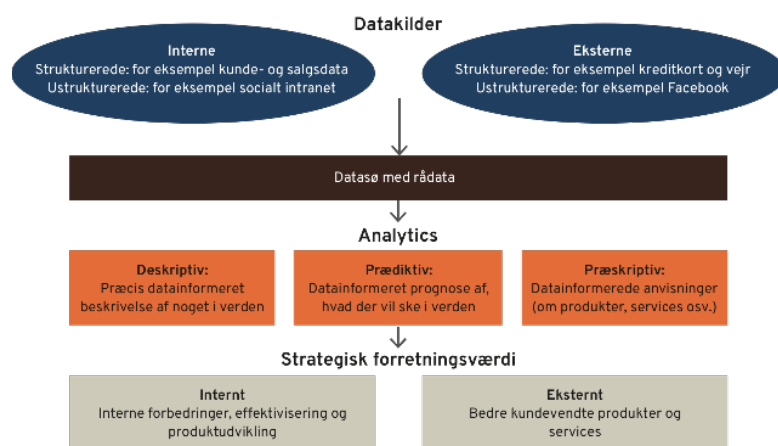 Datakilder
Interne
Strukturerede: for eksempel kunde- og salgsdata
Ustrukturerede: for eksempel socialt intranet
Eksterne
Strukturerede: for eksempel kreditkort og vejr
Ustrukturerede: for eksempel Facebook
Datasø med rådata
Analytics
Deskriptiv:
Præcis datainformeret
beskrivelse af noget i verden
Prædiktiv:
Datainformeret prognose af,
hvad der vil ske i verden
Præskriptiv:
Datainformerede anvisninger
(om produkter, services osv.)
Strategisk forretningsværdi
Internt
Interne forbedringer, effektivisering og
produktudvikling
Eksternt
Bedre kundevendte produkter og
services